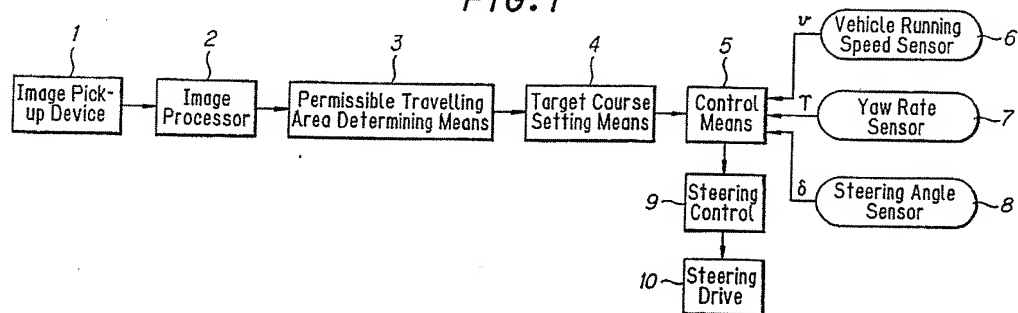 FIG. 1
1
2
3
4
5
Image Pick-
up Device
Image
Processor
Permissible Travelling
Area Determining Means
Target Course
Setting Means
Control
Means
υ
Vehicle Running
Speed Sensor
6
γ
Yaw Rate
Sensor
7
δ
Steering Angle
Sensor
8
9
Steering
Control
10
Steering
Drive